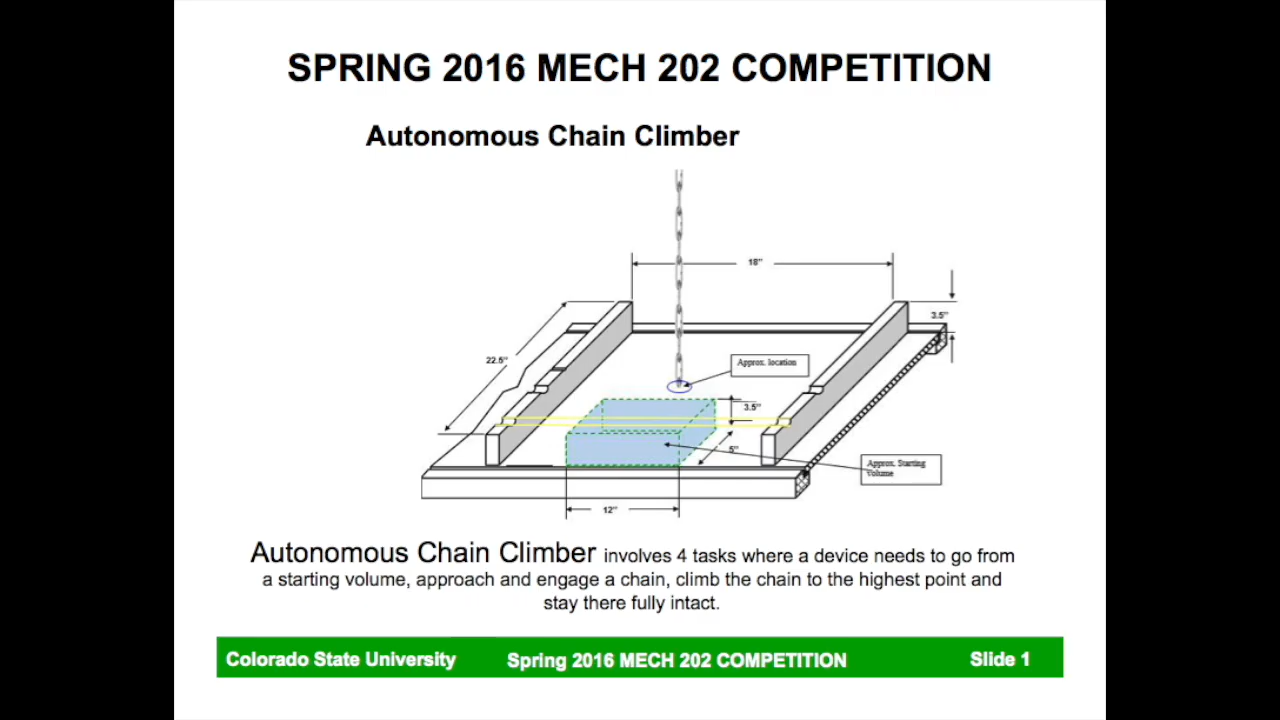 SPRING 2016 MECH 202 COMPETITION
Autonomous Chain Climber
18"
3.5"
22.5"
Approx. location
3.5"
5"
Approx. Starting
Volume
12"
Autonomous Chain Climber involves 4 tasks where a device needs to go from
a starting volume, approach and engage a chain, climb the chain to the highest point and
stay there fully intact.
Colorado State University Spring 2016 MECH 202 COMPETITION Slide 1